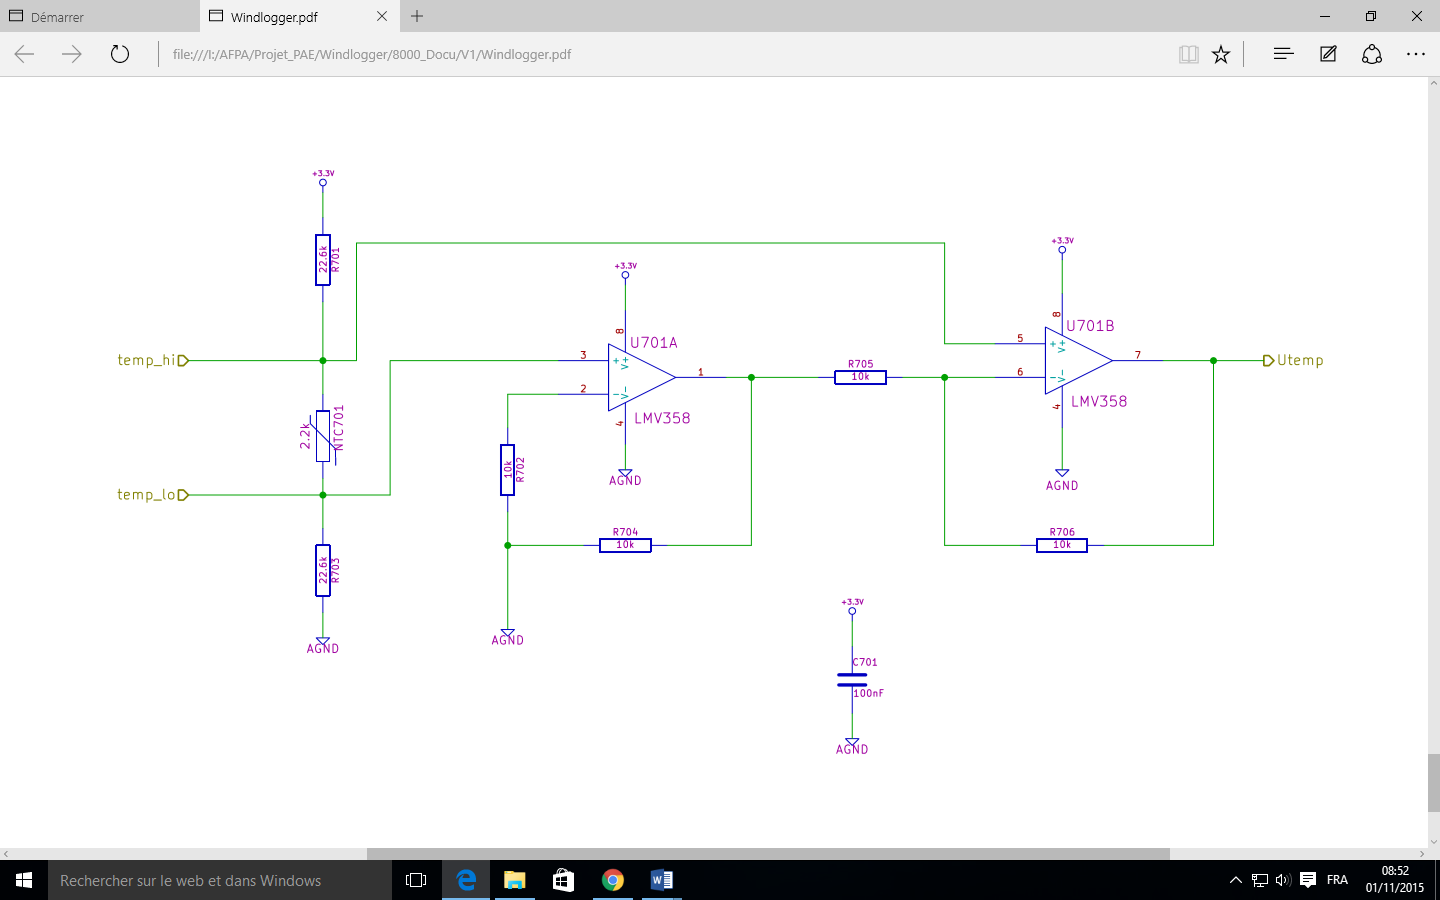 Démarrer
Windlogger.pdf
file:///I:/AFPA/Projet_PAE/Windlogger/8000_Docu/V1/Windlogger.pdf
+3.3V
22.6k
R701
temp_hi
2.2k
NTC701
temp_lo
22.6k
R703
AGND
+3.3V
8
U701A
3
+
V+
2
-
V-
1
4
LMV358
AGND
10k
R702
R704
10k
AGND
R705
10k
+3.3V
8
U701B
5
+
V+
6
-
V-
7
4
LMV358
AGND
Utemp
R706
10k
+3.3V
C701
100nF
AGND
Rechercher sur le web et dans Windows
FRA
08:52
01/11/2015